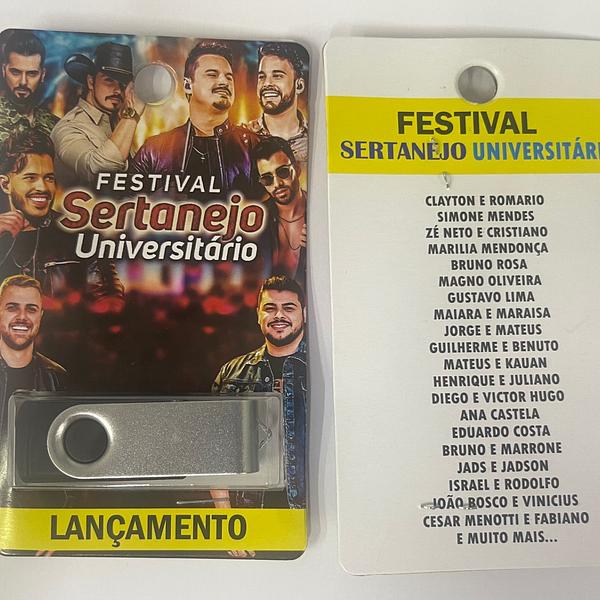 FESTIVAL
Sertanejo
Universitário
LANÇAMENTO
FESTIVAL
SERTANEJO UNIVERSITÁRI
CLAYTON E ROMARIO
SIMONE MENDES
ZÉ NETO E CRISTIANO
MARILIA MENDONÇA
BRUNO ROSA
MAGNO OLIVEIRA
GUSTAVO LIMA
MAIARA E MARAISA
JORGE E MATEUS
GUILHERME E BENUTO
MATEUS E KAUAN
HENRIQUE E JULIANO
DIEGO E VICTOR HUGO
ANA CASTELA
EDUARDO COSTA
BRUNO E MARRONE
JADS E JADSON
ISRAEL E RODOLFO
JOÃO BOSCO E VINICIUS
CESAR MENOTTI E FABIANO
E MUITO MAIS...